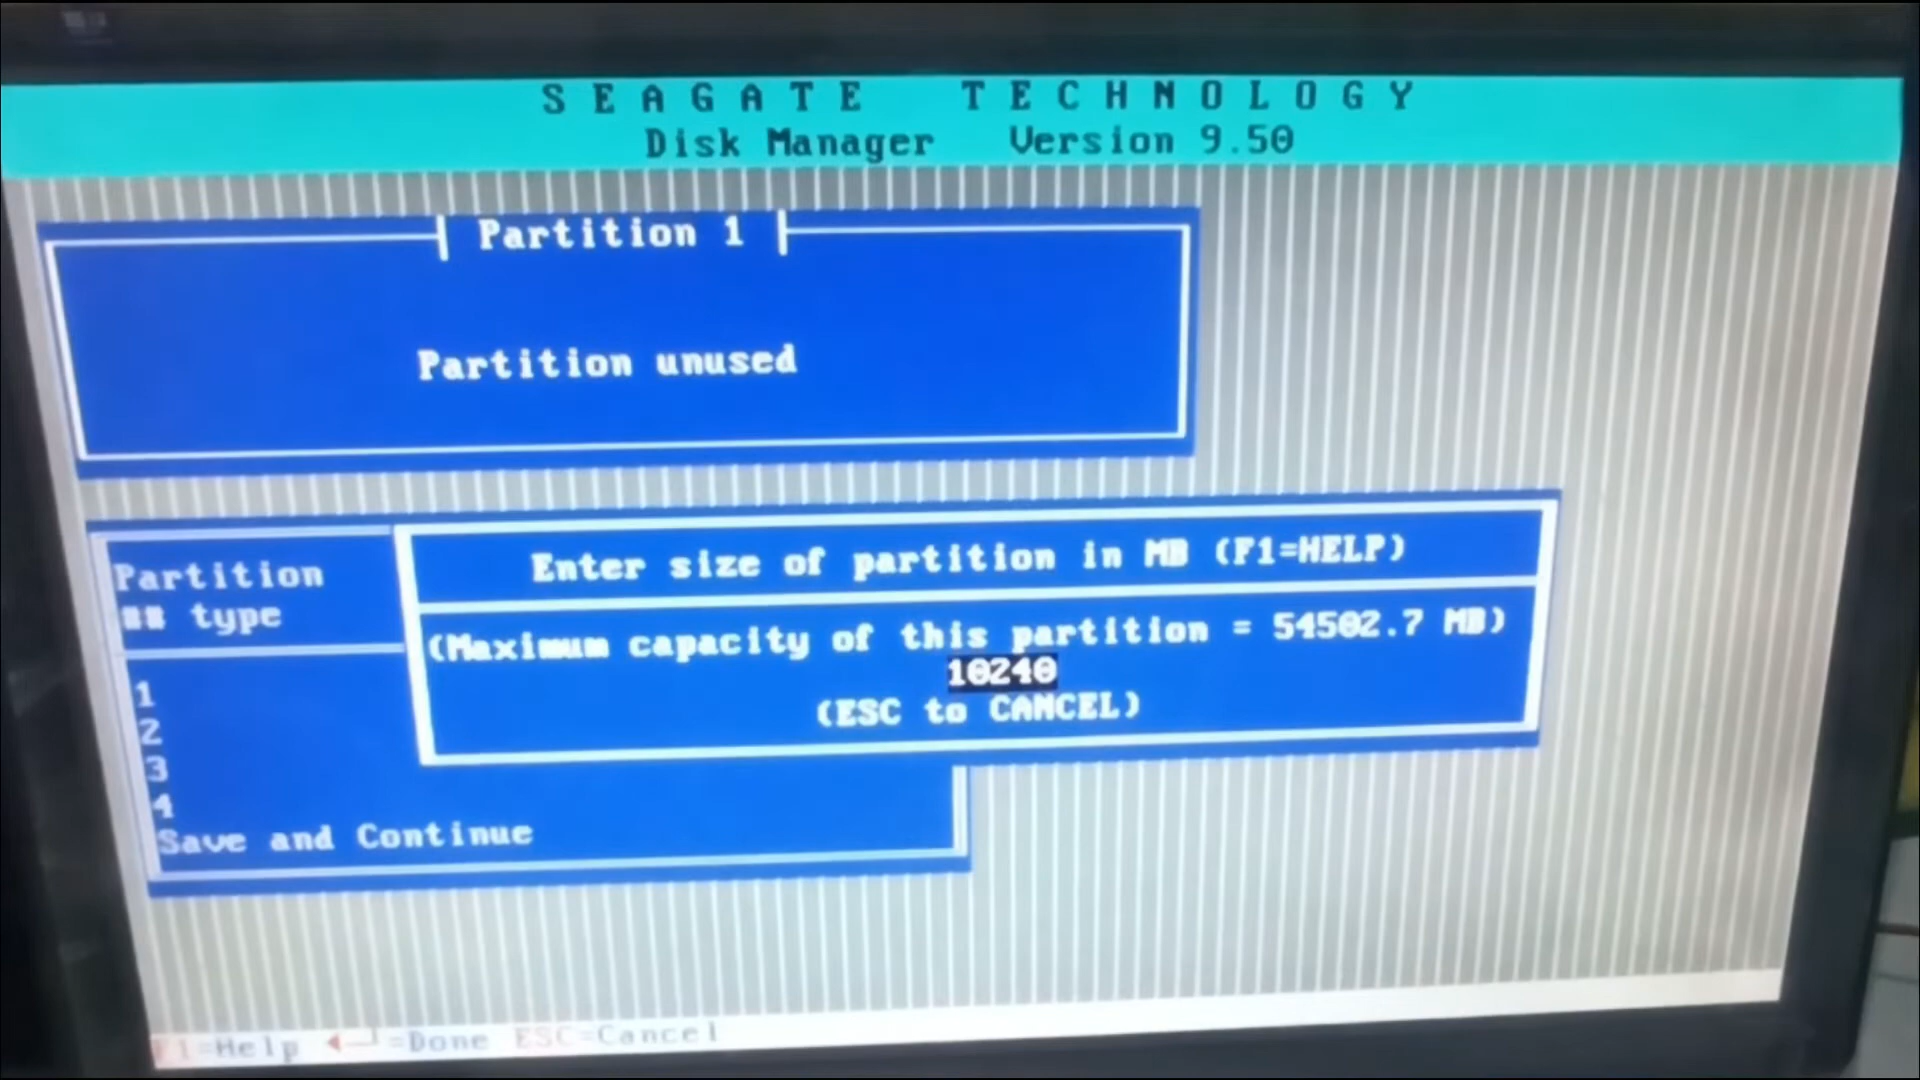 SEAGATE TECHNOLOGY
Disk Manager Version 9.50
Partition 1
Partition unused
Enter size of partition in MB (F1=HELP)
(Maximum capacity of this partition = 54502.7 MB)
10240
(ESC to CANCEL)
Partition
## type
1
2
3
4
Save and Continue
F1=Help ◄─┘=Done ESC=Cancel